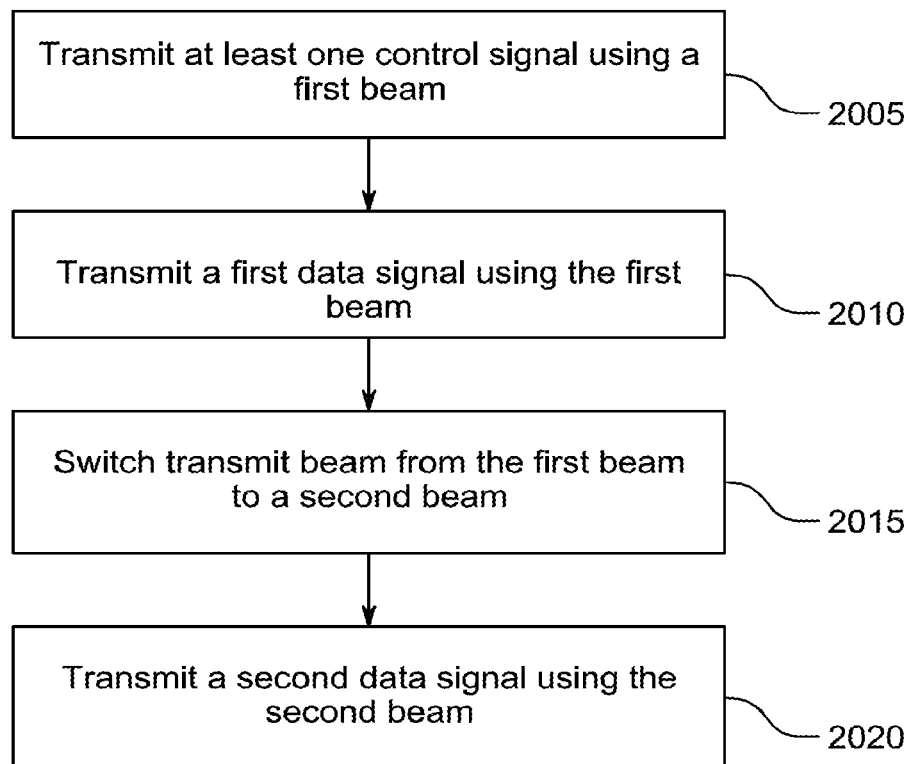 Transmit at least one control signal using a
first beam
2005
Transmit a first data signal using the first
beam
2010
Switch transmit beam from the first beam
to a second beam
2015
Transmit a second data signal using the
second beam
2020